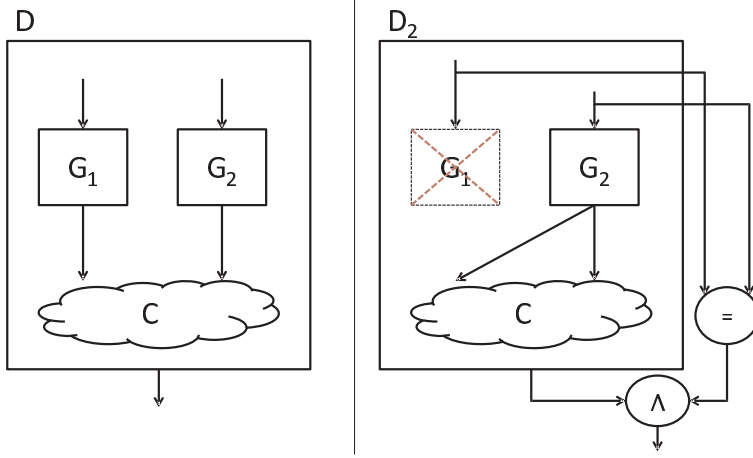 D
G₁
G₂
C
D₂
G₁
G₂
C
=
Λ